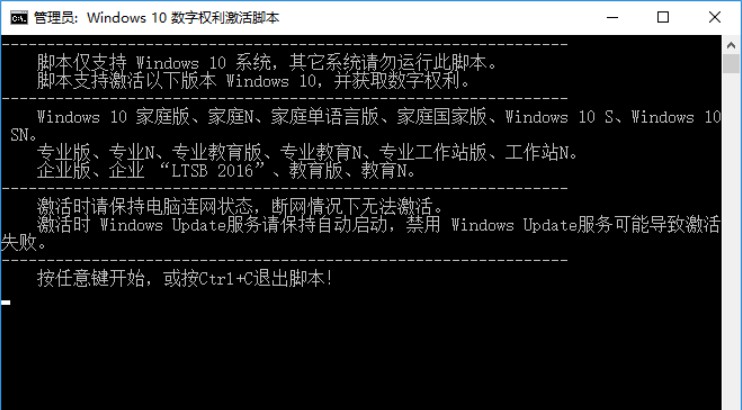 管理员: Windows 10 数字权利激活脚本
---------------------------------------------------------------
脚本仅支持 Windows 10 系统，其它系统请勿运行此脚本。
脚本支持激活以下版本 Windows 10，并获取数字权利。
---------------------------------------------------------------
Windows 10 家庭版、家庭N、家庭单语言版、家庭国家版、Windows 10 S、Windows 10
SN。
专业版、专业N、专业教育版、专业教育N、专业工作站版、工作站N。
企业版、企业 “LTSB 2016”、教育版、教育N。
---------------------------------------------------------------
激活时请保持电脑连网状态，断网情况下无法激活。
激活时 Windows Update服务请保持自动启动，禁用 Windows Update服务可能导致激活
失败。
---------------------------------------------------------------
按任意键开始，或按Ctrl+C退出脚本!